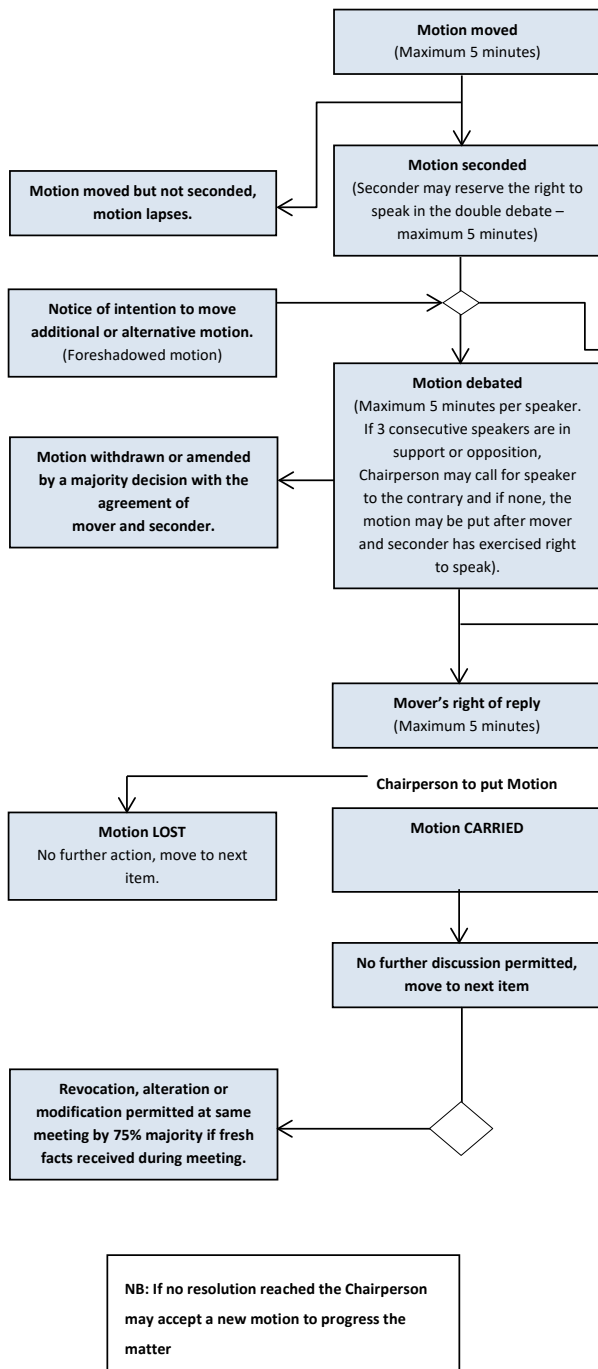 Motion moved
(Maximum 5 minutes)
Motion seconded
(Seconder may reserve the right to
speak in the double debate –
maximum 5 minutes)
Motion moved but not seconded,
motion lapses.
Notice of intention to move
additional or alternative motion.
(Foreshadowed motion)
Motion debated
(Maximum 5 minutes per speaker.
If 3 consecutive speakers are in
support or opposition,
Chairperson may call for speaker
to the contrary and if none, the
motion may be put after mover
and seconder has exercised right
to speak).
Motion withdrawn or amended
by a majority decision with the
agreement of
mover and seconder.
Mover’s right of reply
(Maximum 5 minutes)
Chairperson to put Motion
Motion LOST
No further action, move to next
item.
Motion CARRIED
No further discussion permitted,
move to next item
Revocation, alteration or
modification permitted at same
meeting by 75% majority if fresh
facts received during meeting.
NB: If no resolution reached the Chairperson
may accept a new motion to progress the
matter